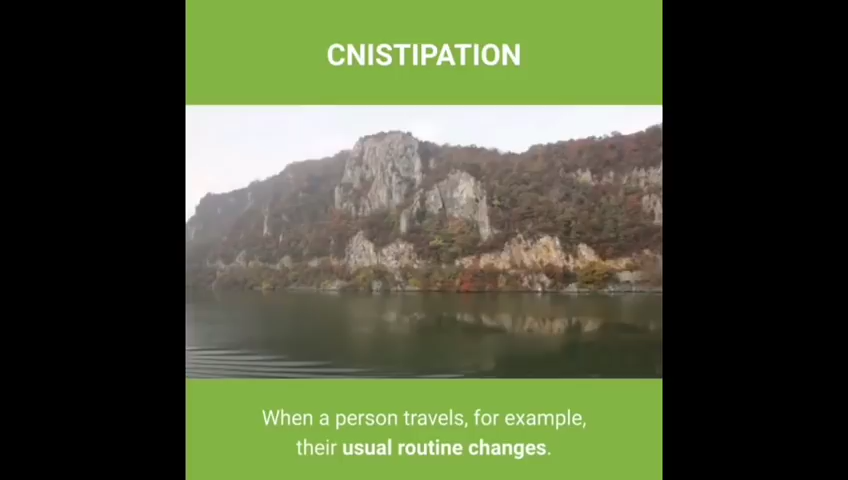 CNISTIPATION
When a person travels, for example,
their usual routine changes.